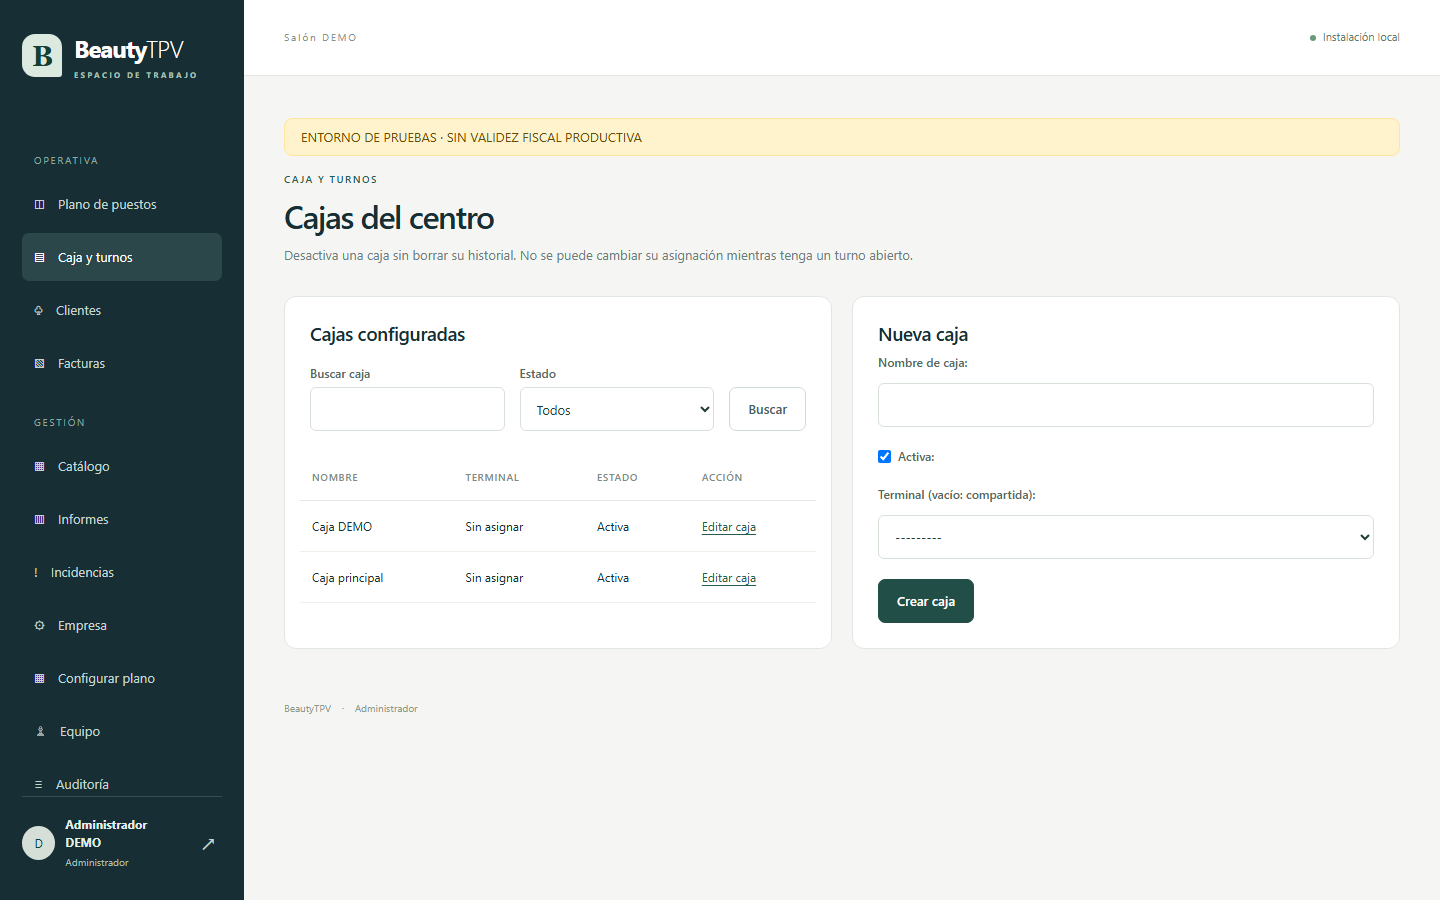 B
BeautyTPV
ESPACIO DE TRABAJO
OPERATIVA
Plano de puestos
Caja y turnos
Clientes
Facturas
GESTIÓN
Catálogo
Informes
! Incidencias
Empresa
Configurar plano
Equipo
Auditoría
D
Administrador
DEMO
Administrador
Salón DEMO
Instalación local
ENTORNO DE PRUEBAS · SIN VALIDEZ FISCAL PRODUCTIVA
CAJA Y TURNOS
Cajas del centro
Desactiva una caja sin borrar su historial. No se puede cambiar su asignación mientras tenga un turno abierto.
Cajas configuradas
Buscar caja
Estado
Todos
Buscar
NOMBRE TERMINAL ESTADO ACCIÓN
Caja DEMO Sin asignar Activa Editar caja
Caja principal Sin asignar Activa Editar caja
Nueva caja
Nombre de caja:
Activa:
Terminal (vacío: compartida):
---------
Crear caja
BeautyTPV · Administrador